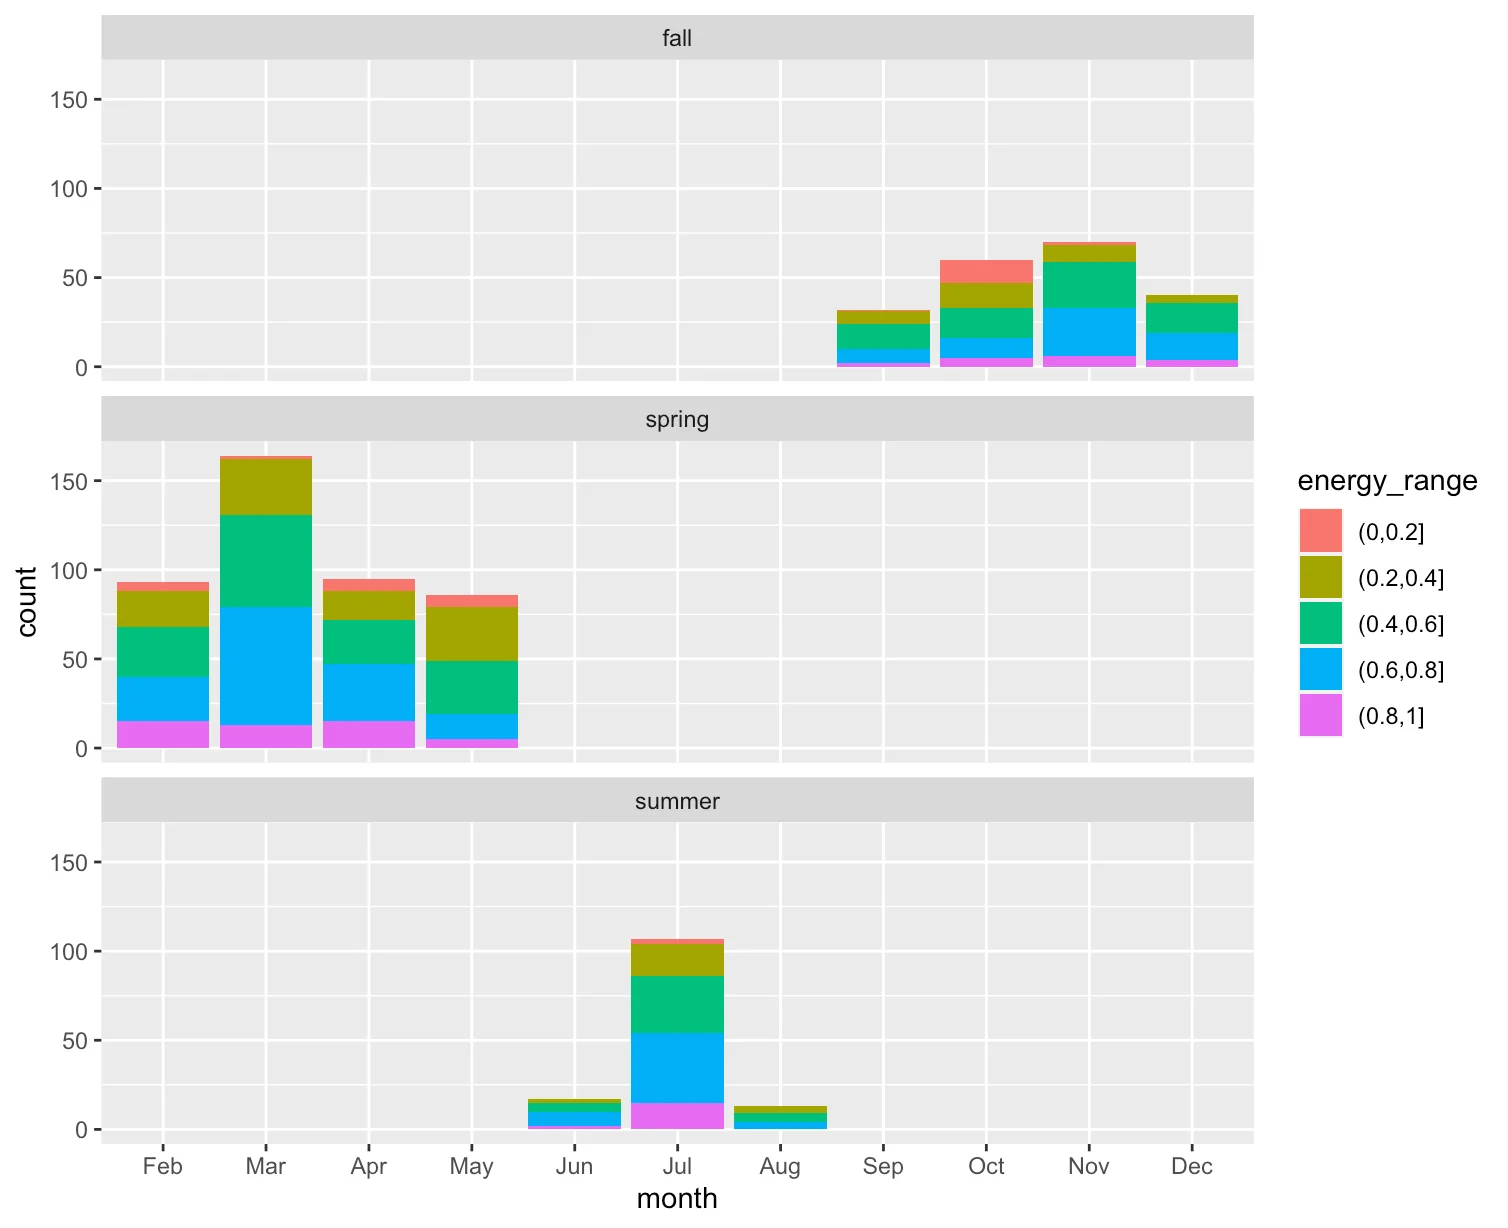 fall
150
100
50
0
spring
150
100
50
0
summer
150
100
50
0
Feb Mar Apr May Jun Jul Aug Sep Oct Nov Dec
month
count
energy_range
(0,0.2]
(0.2,0.4]
(0.4,0.6]
(0.6,0.8]
(0.8,1]